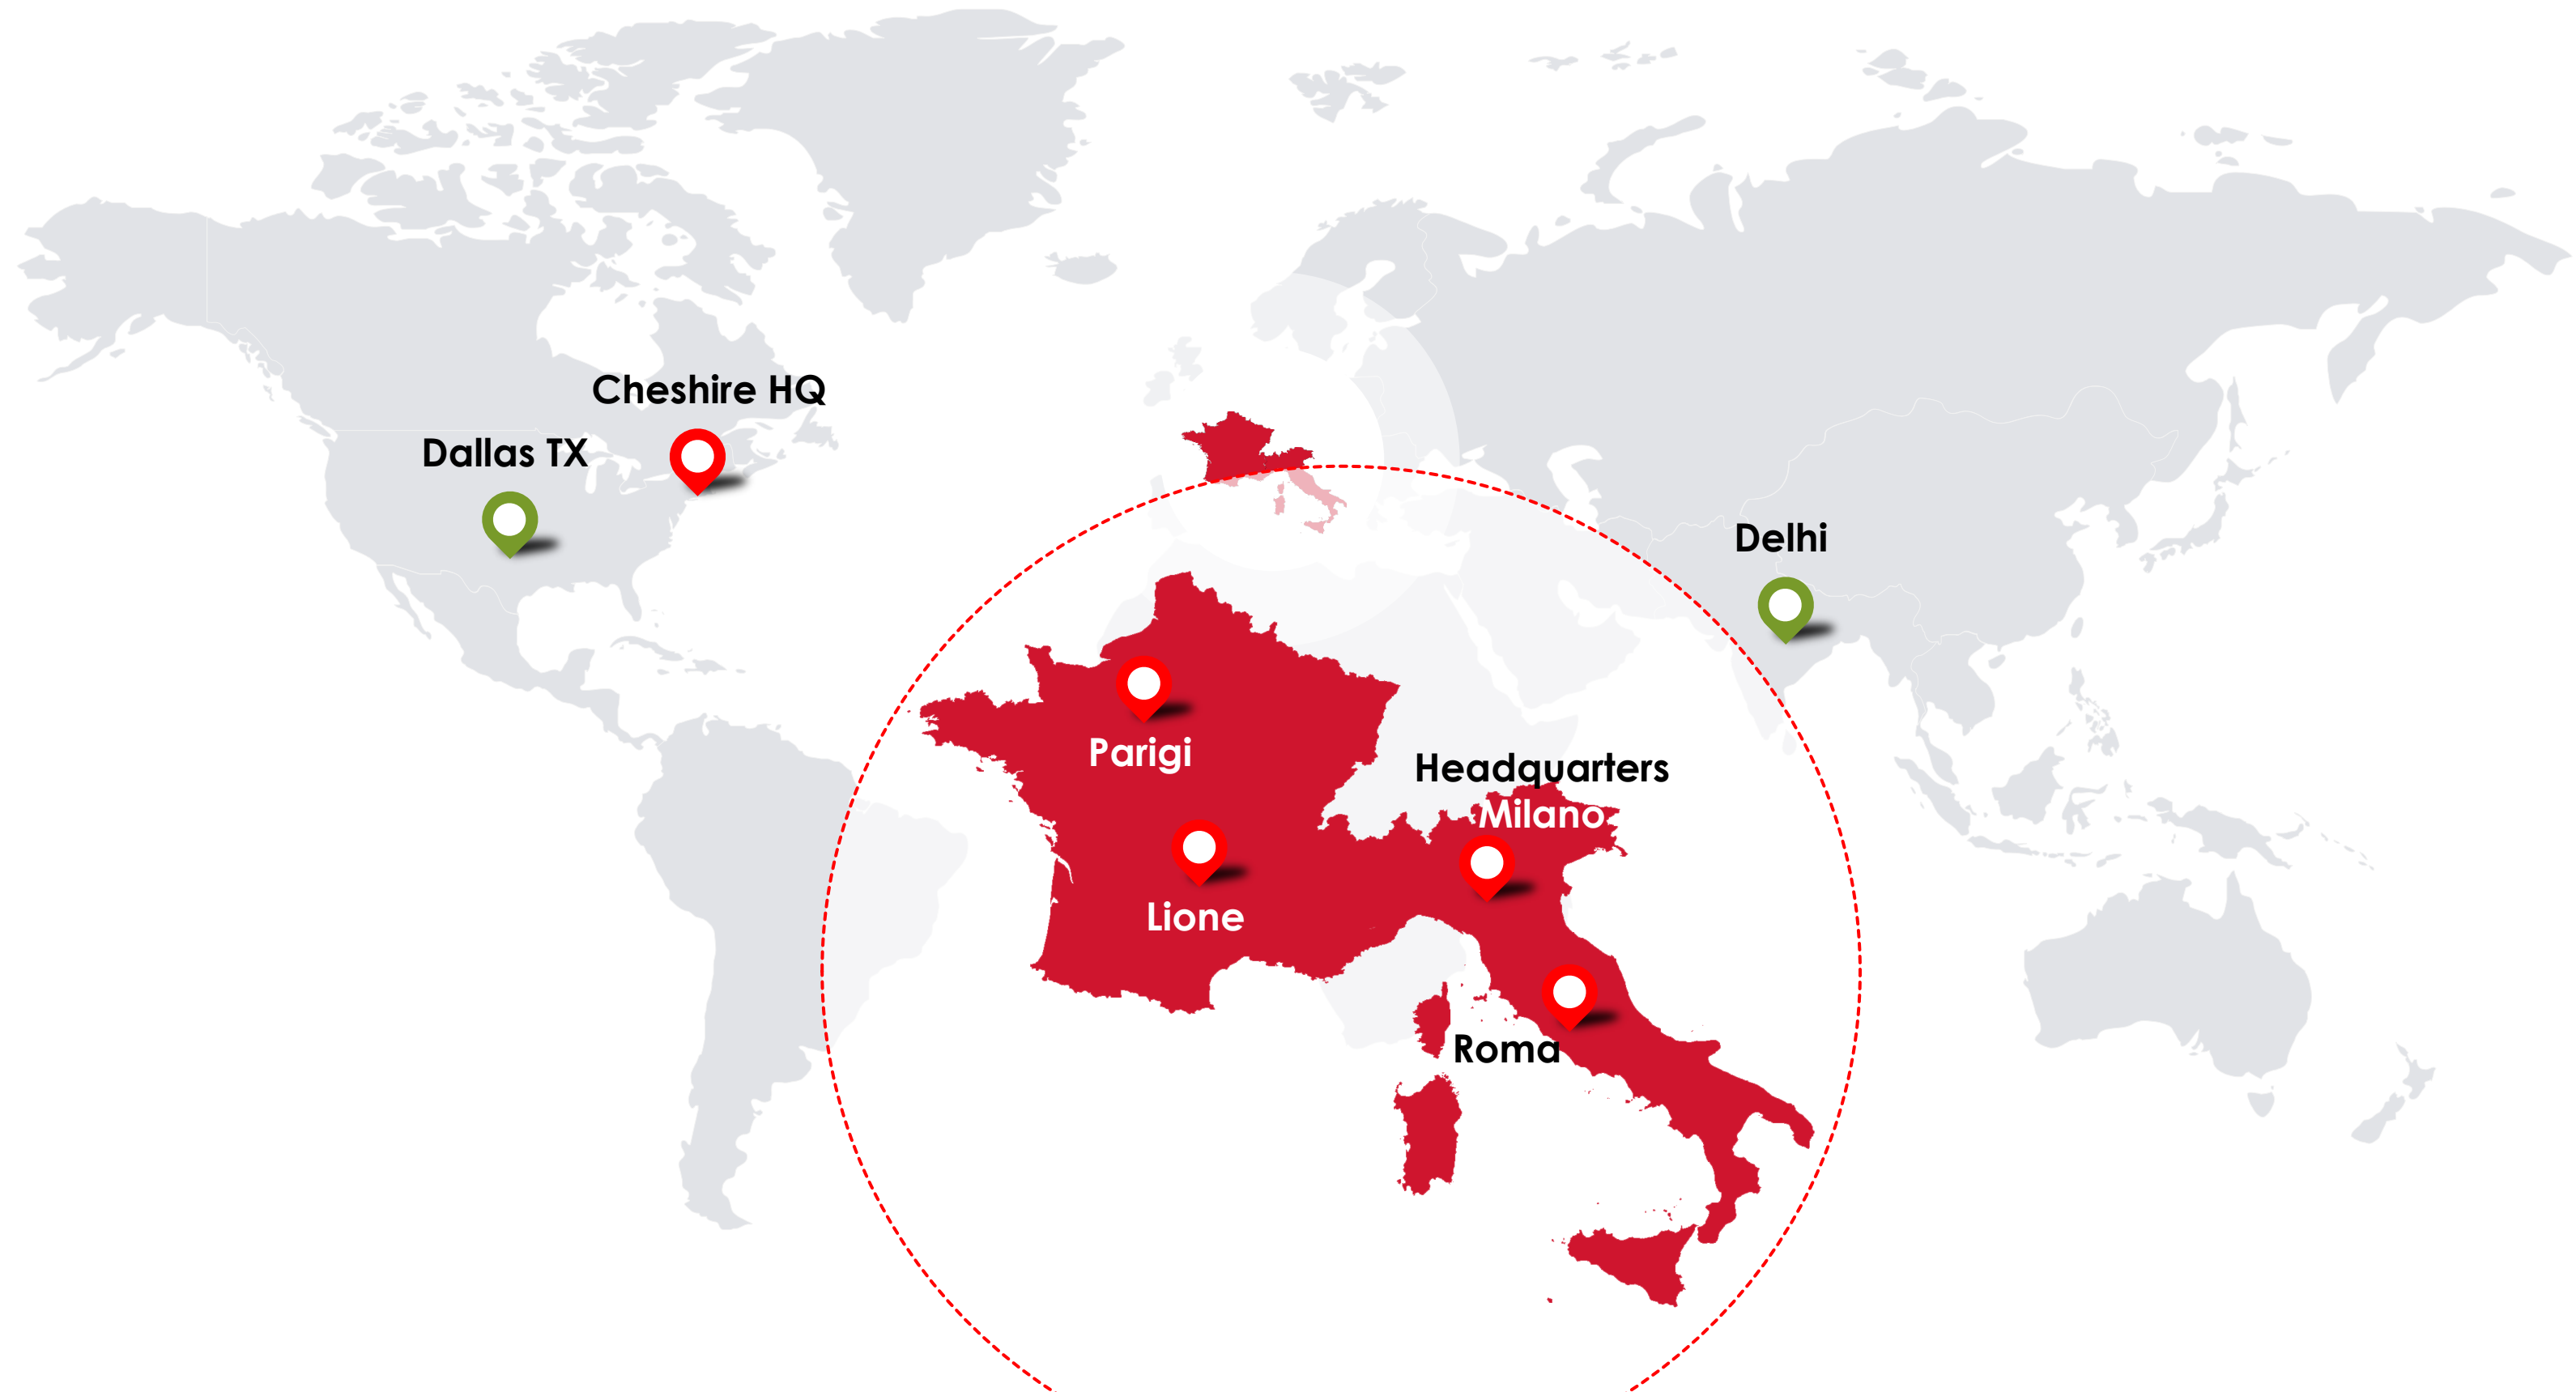 Cheshire HQ
Dallas TX
Delhi
Parigi
Headquarters
Milano
Lione
Roma